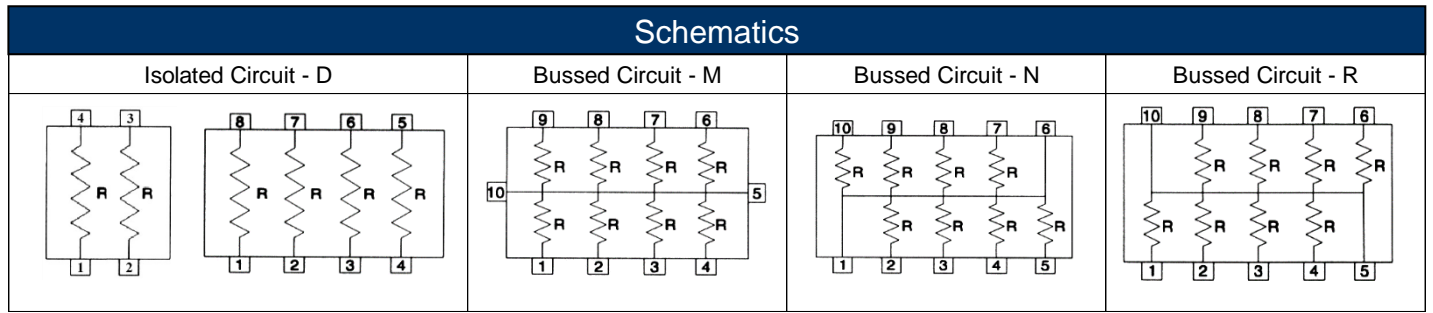 Schematics
Isolated Circuit - D
Bussed Circuit - M
Bussed Circuit - N
Bussed Circuit - R
4 3
R R
1 2
8 7 6 5
R R R R
1 2 3 4
9 8 7 6
R R R R
10 5
R R R R
1 2 3 4
10 9 8 7 6
R R R R
R R R R
1 2 3 4 5
10 9 8 7 6
R R R R
R R R R
1 2 3 4 5